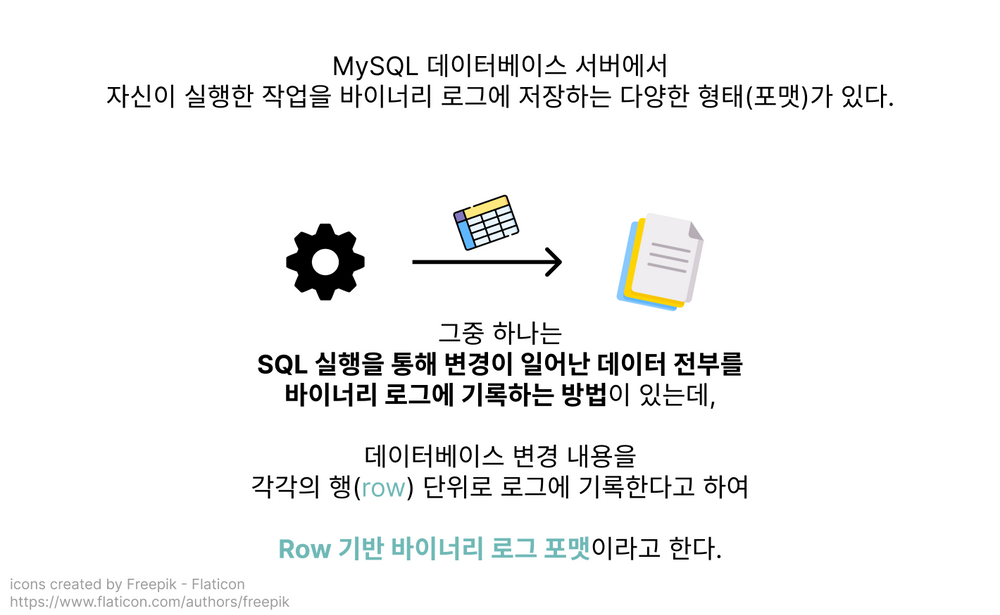 MySQL 데이터베이스 서버에서
자신이 실행한 작업을 바이너리 로그에 저장하는 다양한 형태(포맷)가 있다.
그중 하나는
SQL 실행을 통해 변경이 일어난 데이터 전부를
바이너리 로그에 기록하는 방법이 있는데,
데이터베이스 변경 내용을
각각의 행(row) 단위로 로그에 기록한다고 하여
Row 기반 바이너리 로그 포맷이라고 한다.
icons created by Freepik - Flaticon
https://www.flaticon.com/authors/freepik